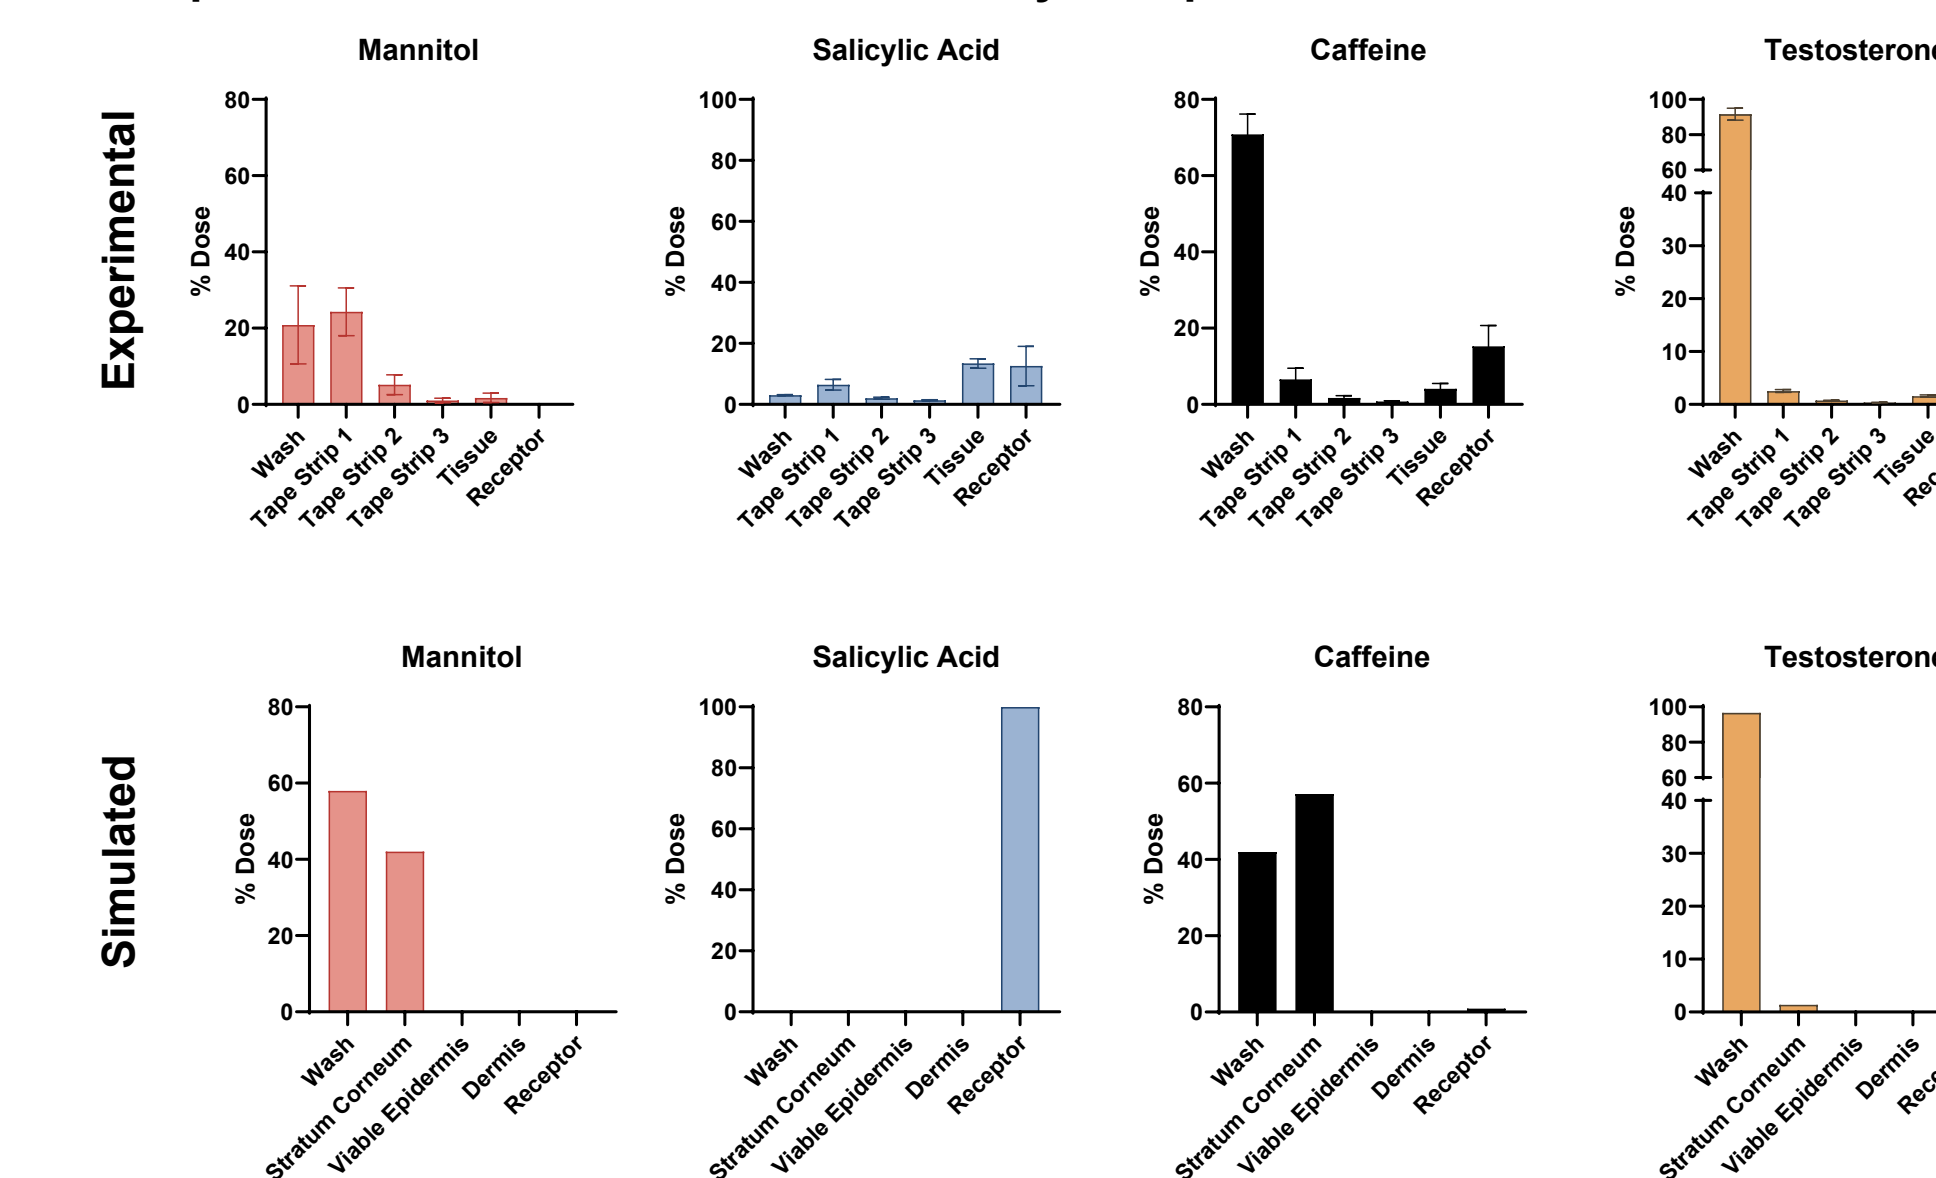 Mannitol
Salicylic Acid
Caffeine
Experimental
% Dose
80
60
40
20
0
Wash
Tape Strip 1
Tape Strip 2
Tape Strip 3
Tissue
Receptor
% Dose
100
80
60
40
20
0
Wash
Tape Strip 1
Tape Strip 2
Tape Strip 3
Tissue
Receptor
% Dose
80
60
40
20
0
Wash
Tape Strip 1
Tape Strip 2
Tape Strip 3
Tissue
Receptor
Testosterone
% Dose
100
80
60
40
30
20
10
0
Wash
Tape Strip 1
Tape Strip 2
Tape Strip 3
Tissue
Rec
Simulated
Mannitol
% Dose
80
60
40
20
0
Wash
Stratum Corneum
Viable Epidermis
Dermis
Receptor
Salicylic Acid
% Dose
100
80
60
40
20
0
Wash
Stratum Corneum
Viable Epidermis
Dermis
Receptor
Caffeine
% Dose
80
60
40
20
0
Wash
Stratum Corneum
Viable Epidermis
Dermis
Receptor
Testosterone
% Dose
100
80
60
40
30
20
10
0
Wash
Stratum Corneum
Viable Epidermis
Dermis
Rece